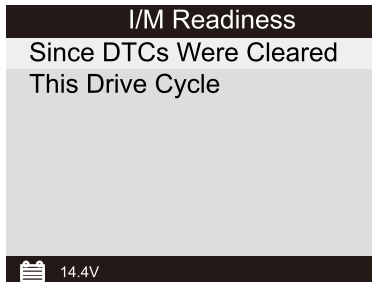 I/M Readiness
Since DTCs Were Cleared
This Drive Cycle
14.4V